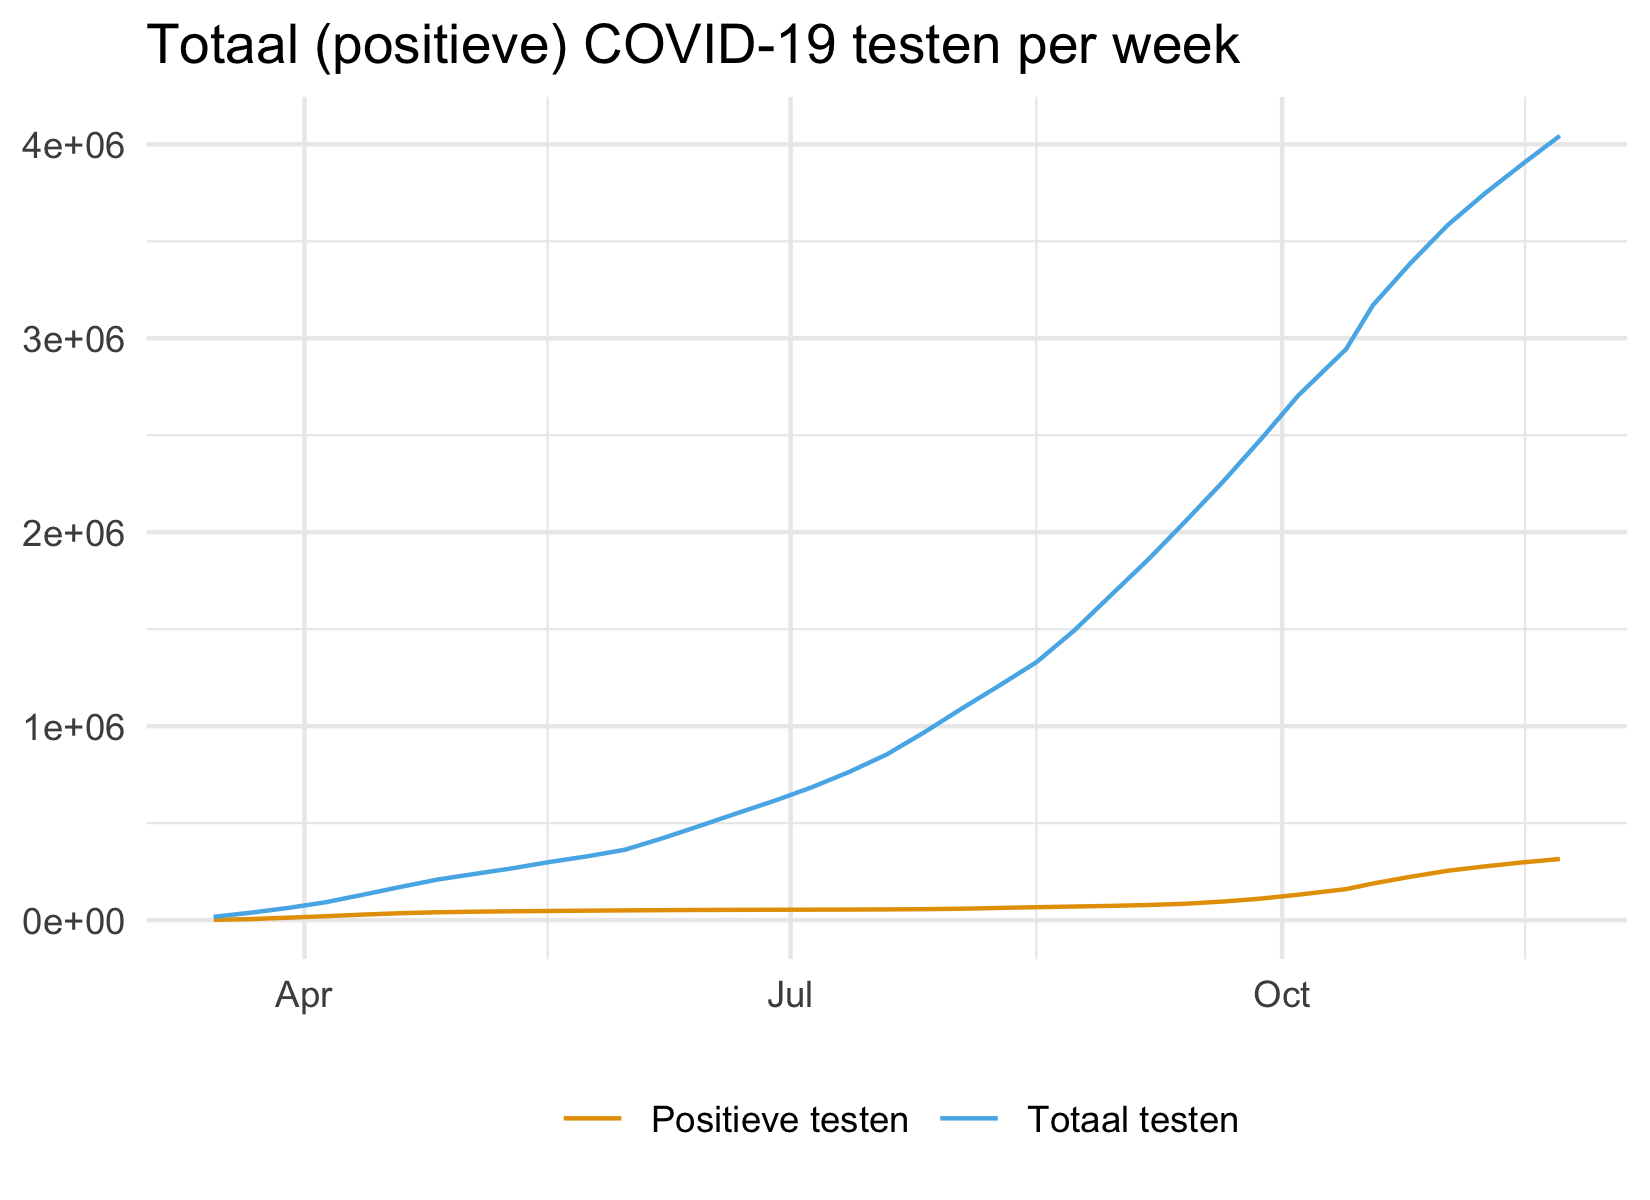 Totaal (positieve) COVID-19 testen per week
4e+06
3e+06
2e+06
1e+06
0e+00
Apr Jul Oct
Positieve testen Totaal testen